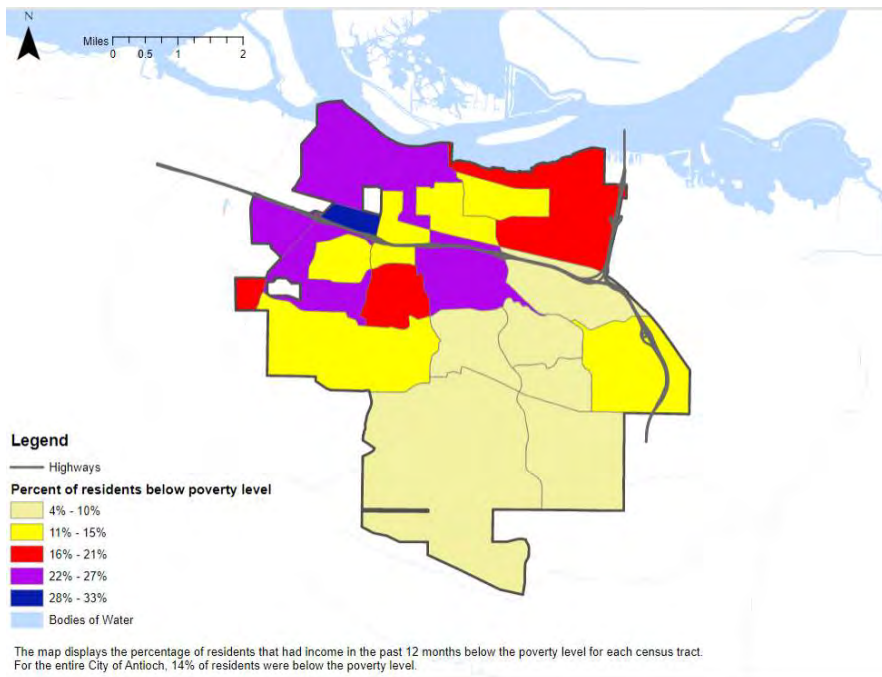 N
Miles
0 0.5 1 2
Legend
Highways
Percent of residents below poverty level
4% - 10%
11% - 15%
16% - 21%
22% - 27%
28% - 33%
Bodies of Water
The map displays the percentage of residents that had income in the past 12 months below the poverty level for each census tract.
For the entire City of Antioch, 14% of residents were below the poverty level.